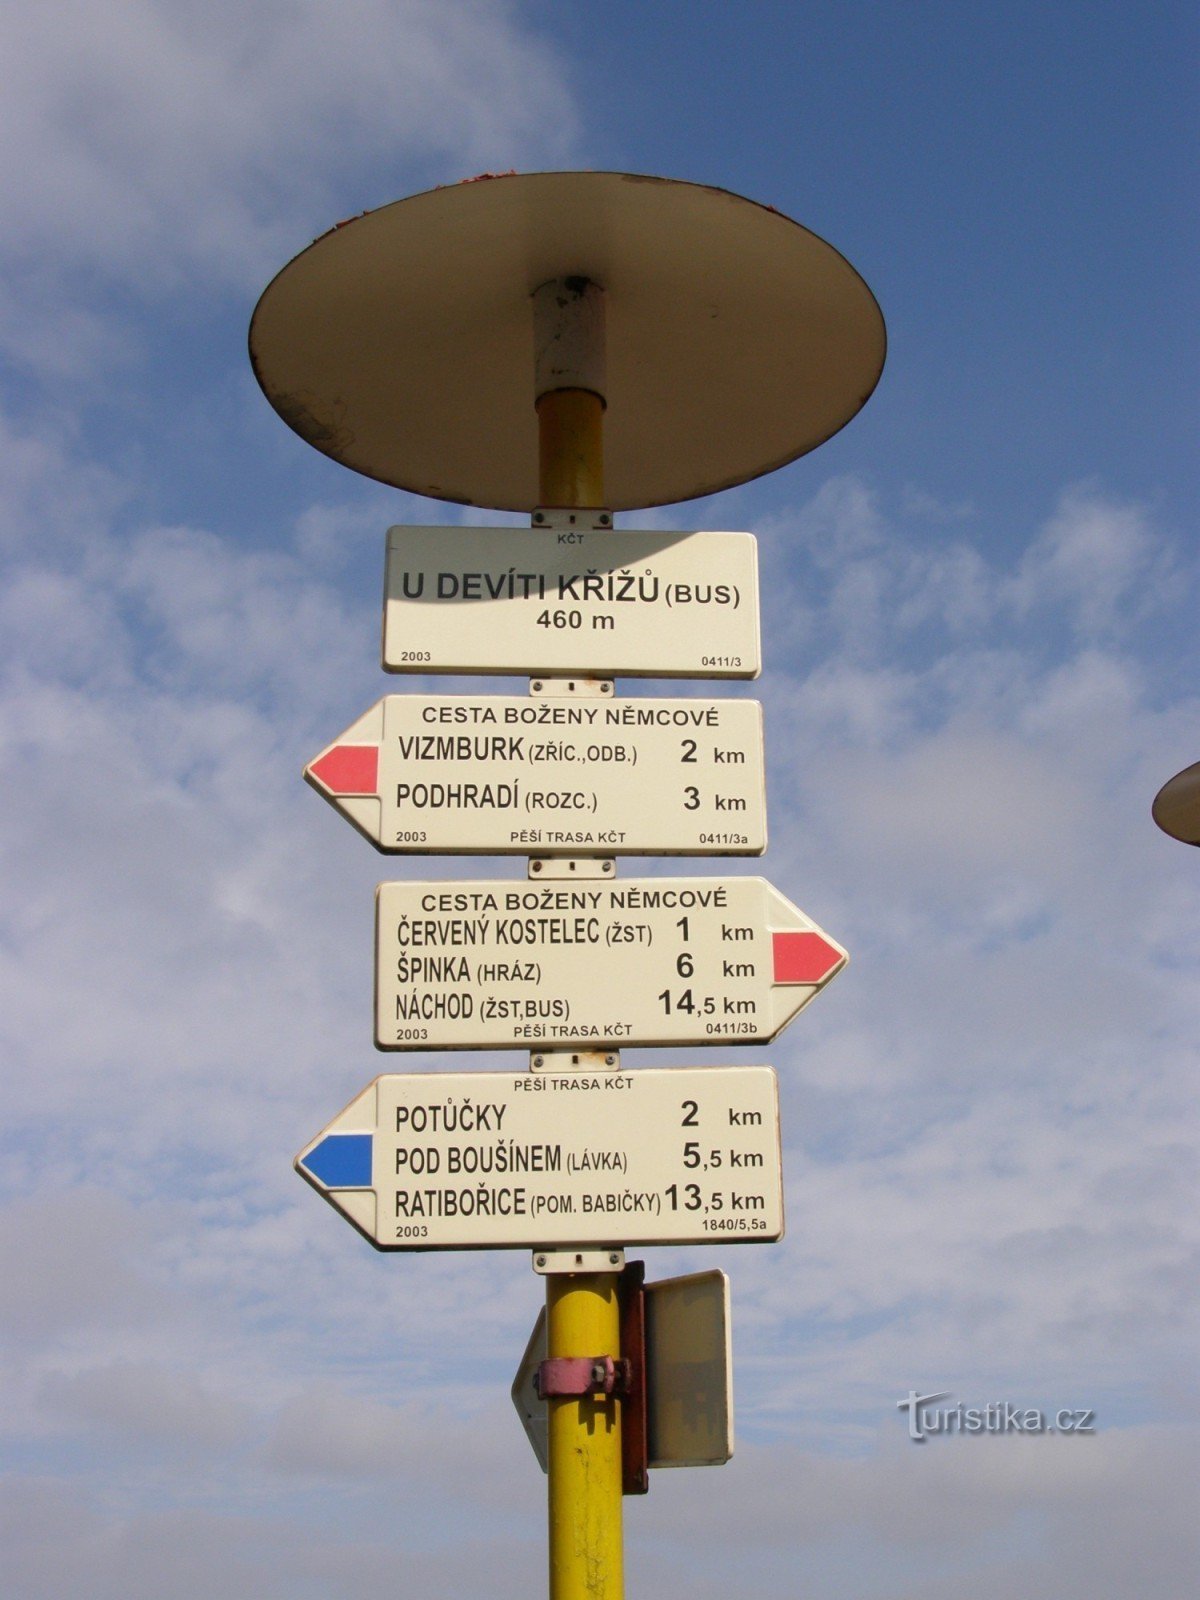 KČT
U DEVÍTI KŘÍŽŮ (BUS)
460 m
2003 0411/3
CESTA BOŽENY NĚMCOVÉ
VIZMBURK (ZŘÍC.,ODB.) 2 km
PODHRADÍ (ROZC.) 3 km
2003 PĚŠÍ TRASA KČT 0411/3a
CESTA BOŽENY NĚMCOVÉ
ČERVENÝ KOSTELEC (ŽST) 1 km
ŠPINKA (HRÁZ) 6 km
NÁCHOD (ŽST,BUS) 14,5 km
2003 PĚŠÍ TRASA KČT 0411/3b
PĚŠÍ TRASA KČT
POTŮČKY 2 km
POD BOUŠÍNEM (LÁVKA) 5,5 km
RATIBOŘICE (POM. BABIČKY) 13,5 km
2003 1840/5,5a
Turistika.cz